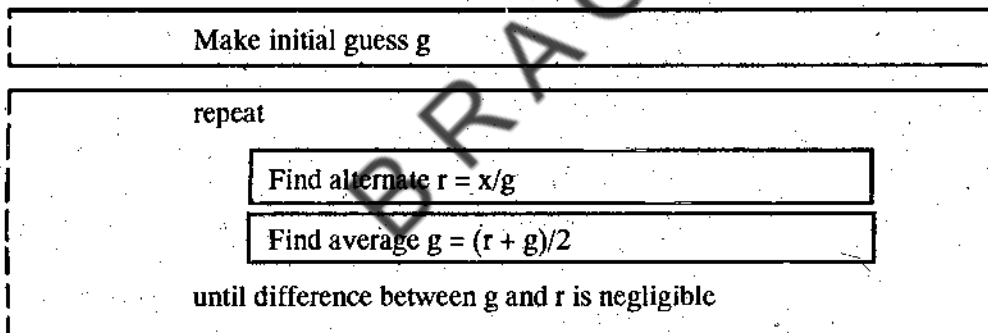 Make initial guess g
repeat
Find alternate r = x/g
Find average g = (r + g)/2
until difference between g and r is negligible
B R A